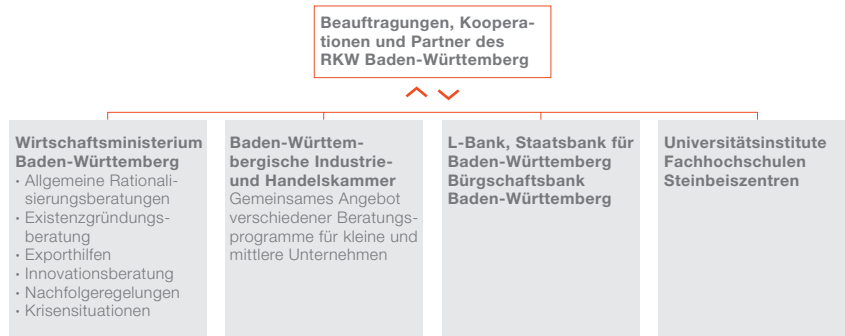 Beauftragungen, Koopera-
tionen und Partner des
RKW Baden-Württemberg
Wirtschaftsministerium
Baden-Württemberg
• Allgemeine Rationali-
sierungsberatungen
• Existenzgründungs-
beratung
• Exporthilfen
• Innovationsberatung
• Nachfolgeregelungen
• Krisensituationen
Baden-Württem-
bergische Industrie-
und Handelskammer
Gemeinsames Angebot
verschiedener Beratungs-
programme für kleine und
mittlere Unternehmen
L-Bank, Staatsbank für
Baden-Württemberg
Bürgschaftsbank
Baden-Württemberg
Universitätsinstitute
Fachhochschulen
Steinbeiszentren